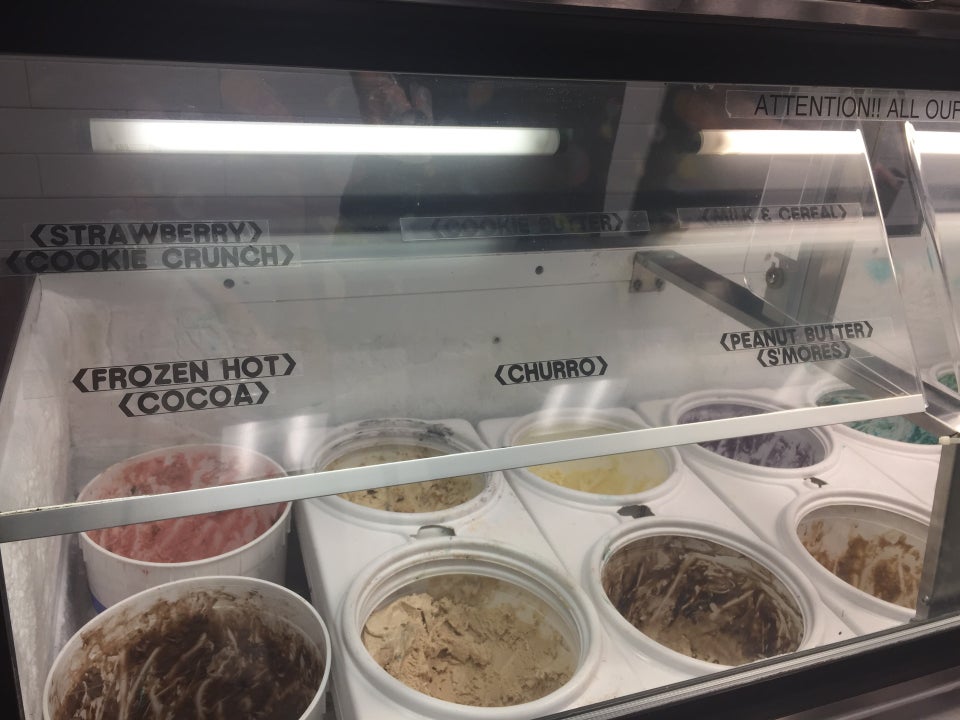 ATTENTION!! ALL OUR
<STRAWBERRY>
<COOKIE CRUNCH>
<COOKIE BUTTER>
<MILK & CEREAL>
<FROZEN HOT>
<COCOA>
<CHURRO>
<PEANUT BUTTER>
<S'MORES>